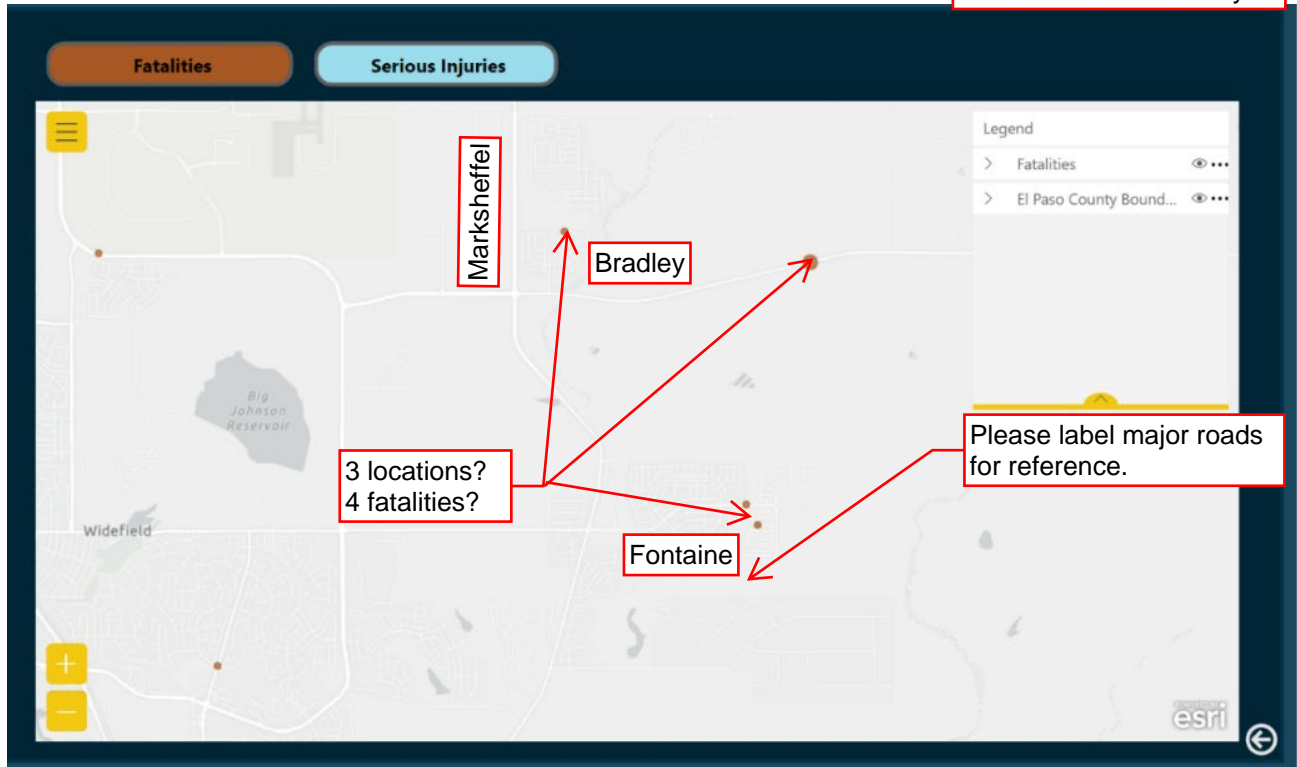 Fatalities
Serious Injuries
Legend
Fatalities
El Paso County Bound...
Marksheffel
Bradley
Big
Johnson
Reservoir
3 locations?
4 fatalities?
Please label major roads
for reference.
Widefield
Fontaine
esri